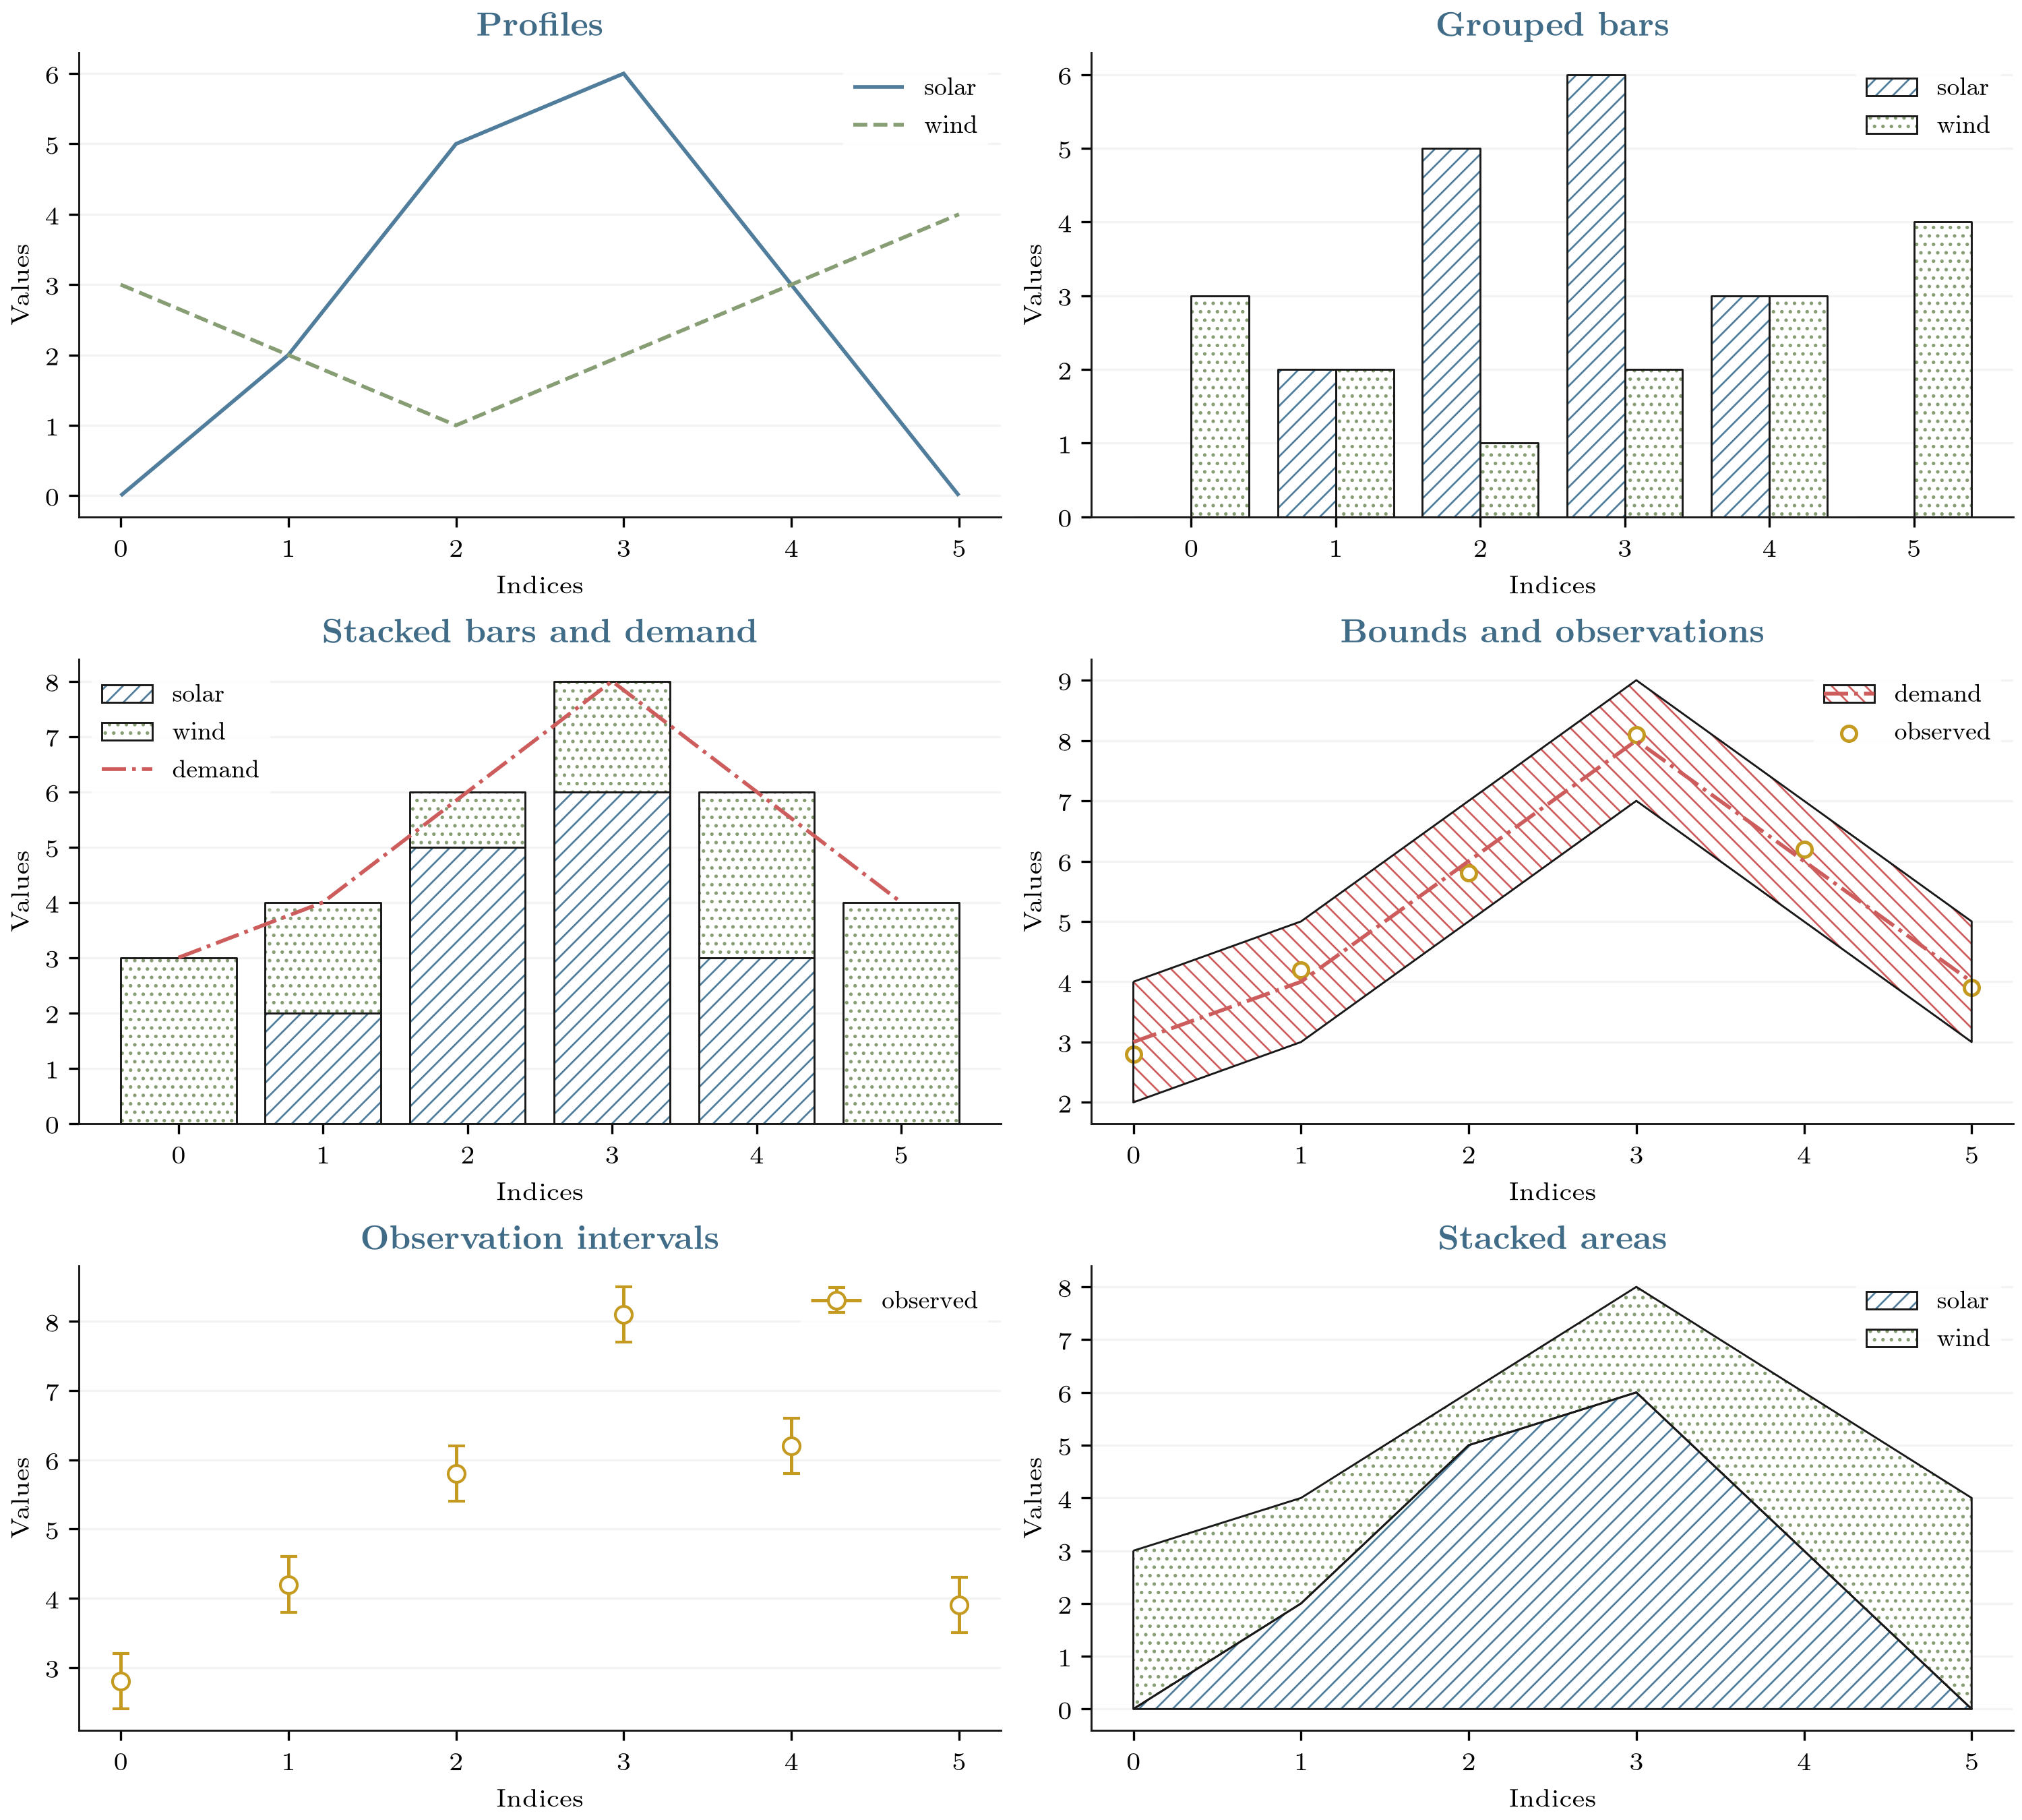 Profiles
6
5
4
3
2
1
0
Values
0 1 2 3 4 5
Indices
solar
wind
Grouped bars
6
5
4
3
2
1
0
Values
0 1 2 3 4 5
Indices
solar
wind
Stacked bars and demand
8
7
6
5
4
3
2
1
0
Values
0 1 2 3 4 5
Indices
solar
wind
demand
Bounds and observations
9
8
7
6
5
4
3
2
Values
0 1 2 3 4 5
Indices
demand
observed
Observation intervals
8
7
6
5
4
3
Values
0 1 2 3 4 5
Indices
observed
Stacked areas
8
7
6
5
4
3
2
1
0
Values
0 1 2 3 4 5
Indices
solar
wind